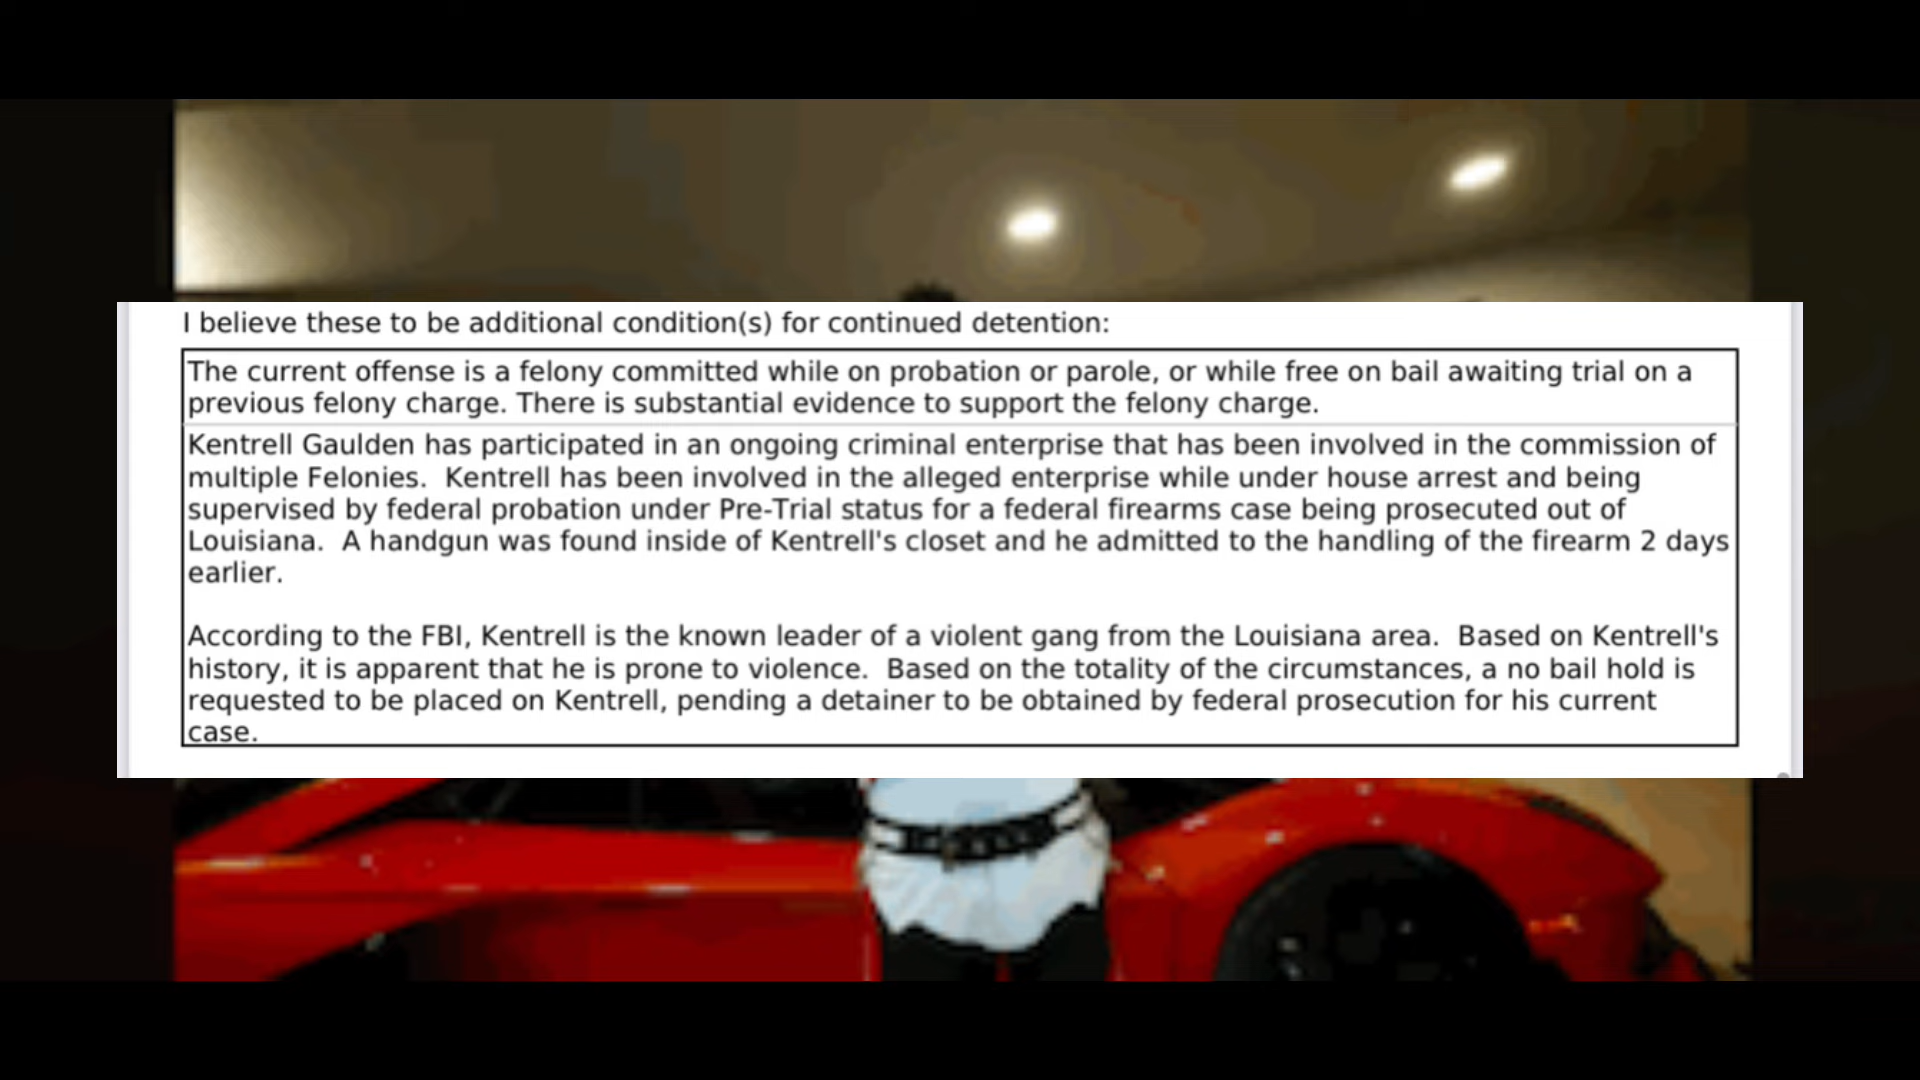 I believe these to be additional condition(s) for continued detention:
The current offense is a felony committed while on probation or parole, or while free on bail awaiting trial on a
previous felony charge. There is substantial evidence to support the felony charge.
Kentrell Gaulden has participated in an ongoing criminal enterprise that has been involved in the commission of
multiple Felonies.  Kentrell has been involved in the alleged enterprise while under house arrest and being
supervised by federal probation under Pre-Trial status for a federal firearms case being prosecuted out of
Louisiana.  A handgun was found inside of Kentrell's closet and he admitted to the handling of the firearm 2 days
earlier.
According to the FBI, Kentrell is the known leader of a violent gang from the Louisiana area.  Based on Kentrell's
history, it is apparent that he is prone to violence.  Based on the totality of the circumstances, a no bail hold is
requested to be placed on Kentrell, pending a detainer to be obtained by federal prosecution for his current
case.